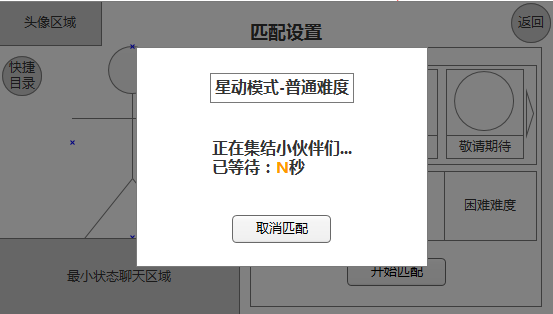 头像区域
匹配设置
返回
快捷
目录
星动模式-普通难度
正在集结小伙伴们...
已等待：N秒
取消匹配
敬请期待
困难难度
最小状态聊天区域
开始匹配